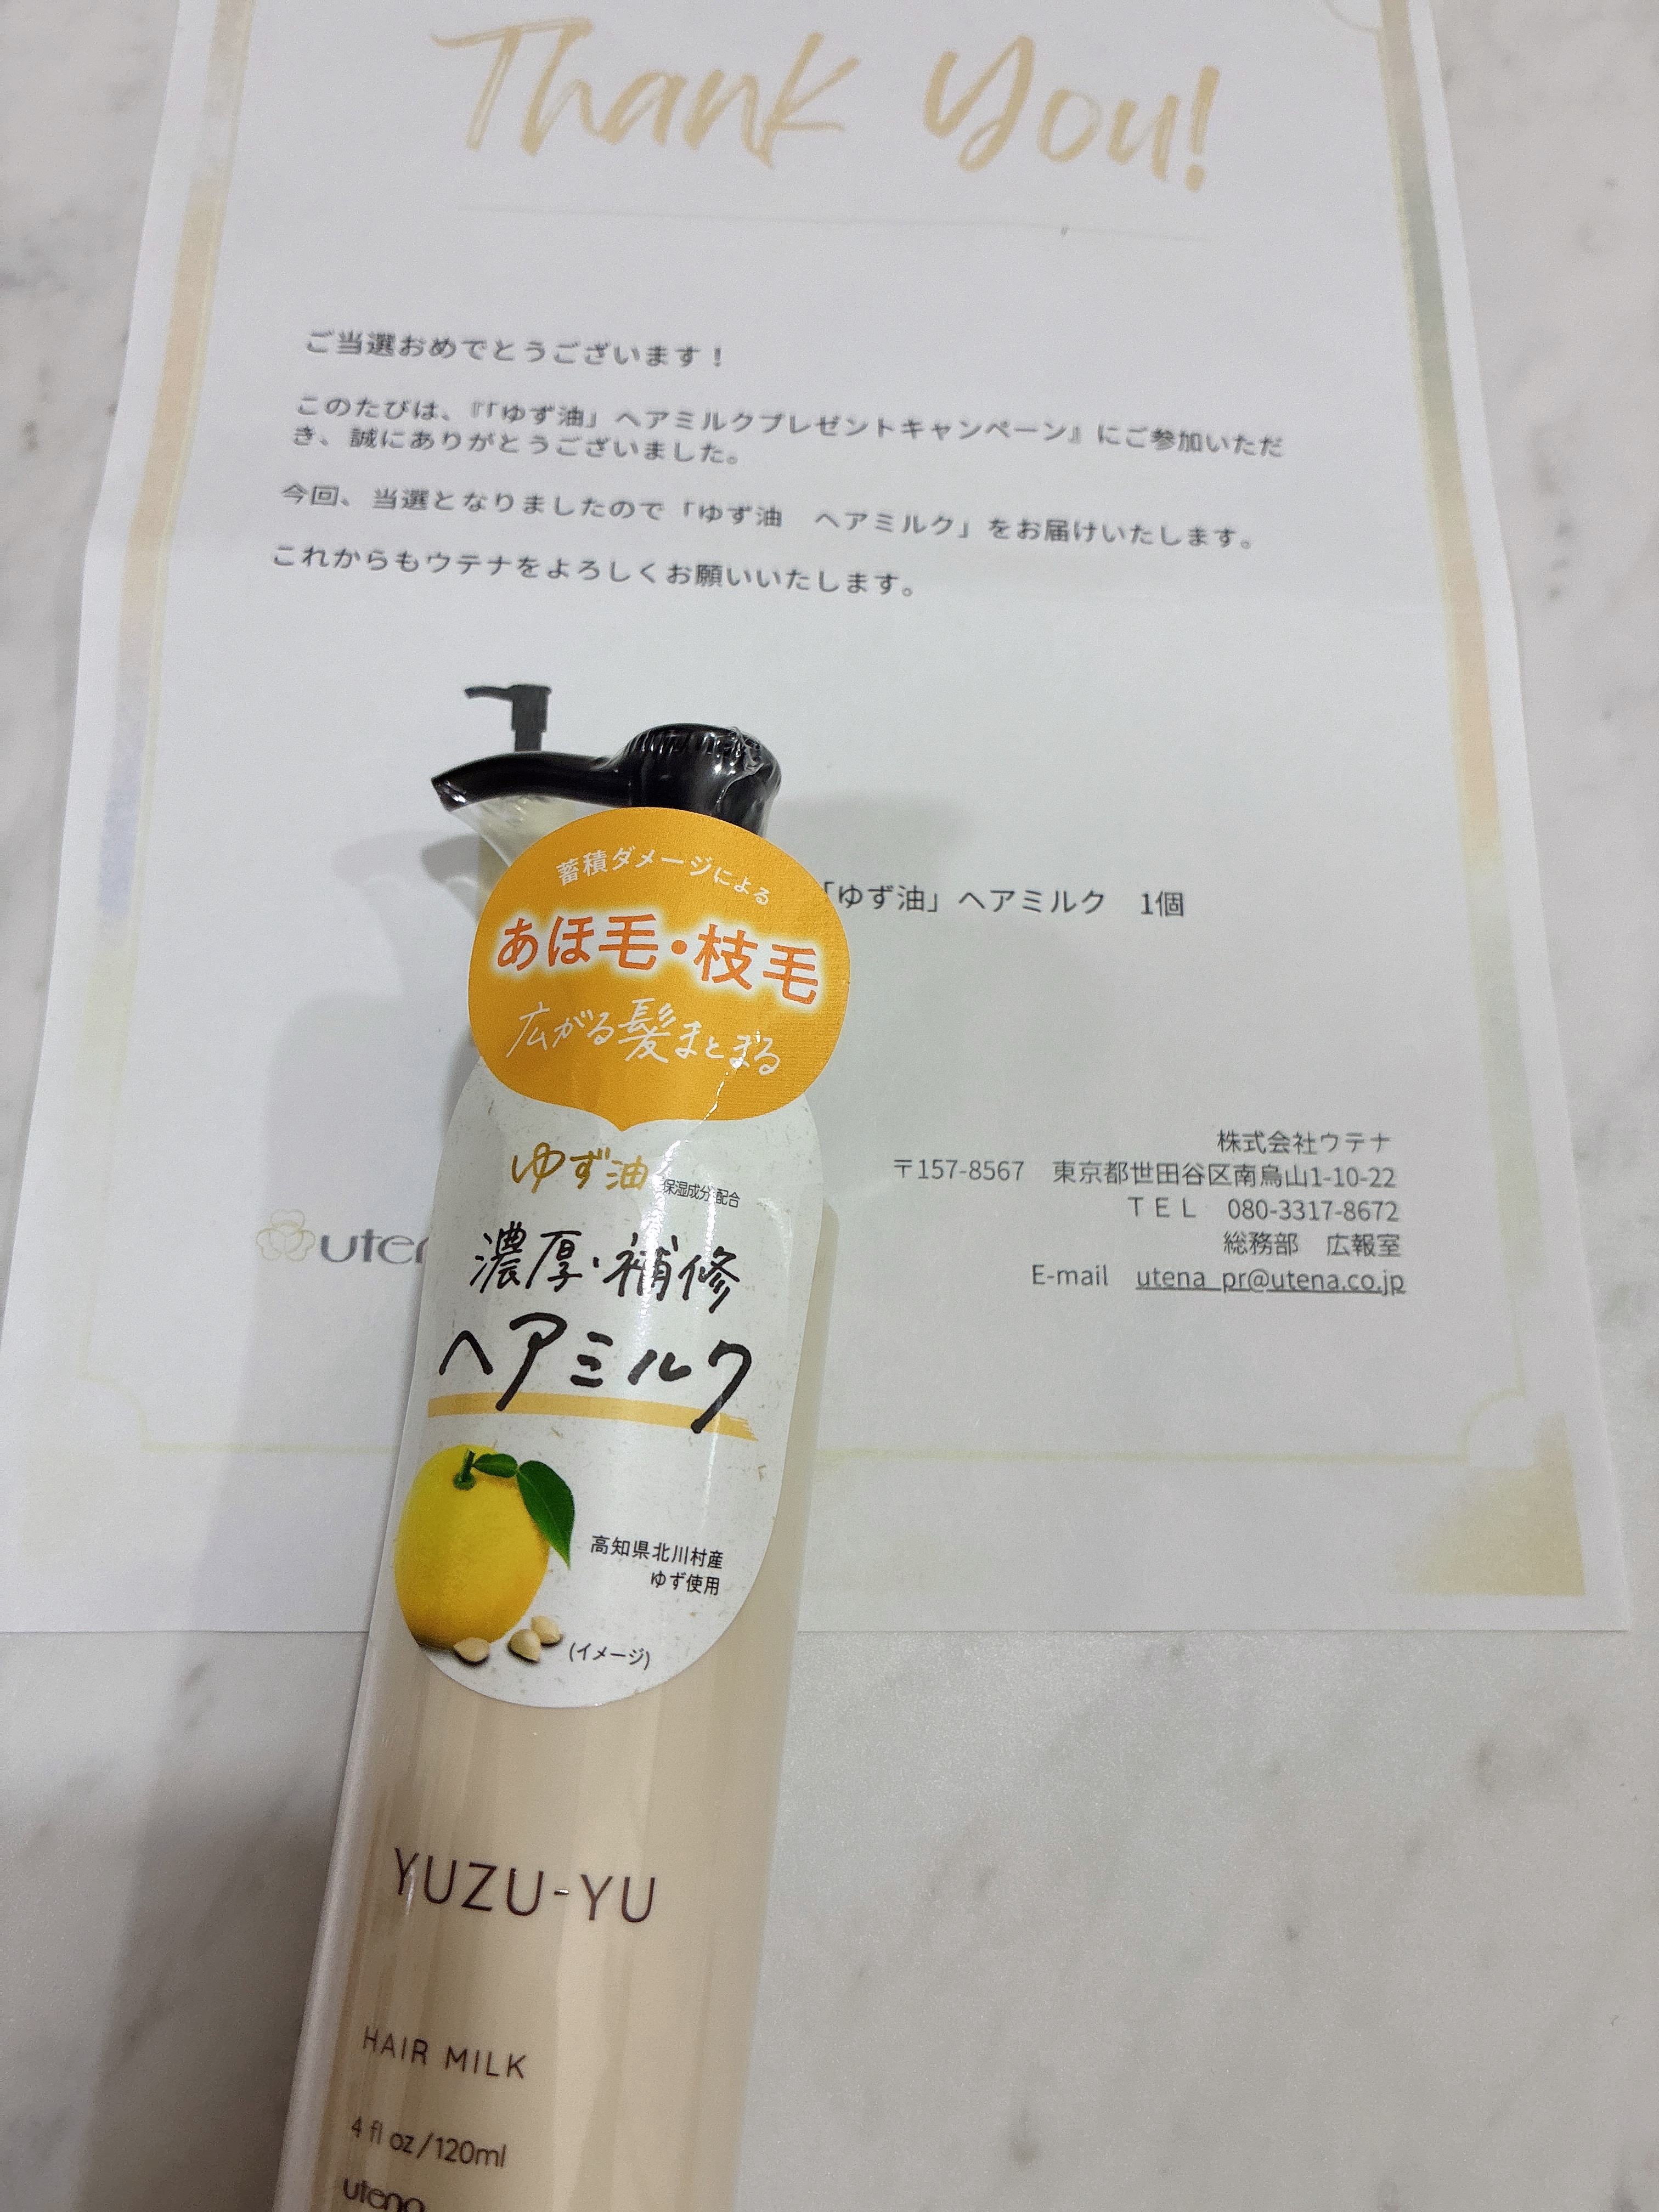 Thank You!
ご当選おめでとうございます！
このたびは、『「ゆず油」ヘアミルクプレゼントキャンペーン』にご参加いただ
き、誠にありがとうございました。
今回、当選となりましたので「ゆず油　ヘアミルク」をお届けいたします。
これからもウテナをよろしくお願いいたします。
「ゆず油」ヘアミルク　1個
株式会社ウテナ
〒157-8567　東京都世田谷区南烏山1-10-22
ＴＥＬ　080-3317-8672
総務部　広報室
E-mail　utena_pr@utena.co.jp
uten
蓄積ダメージによる
あほ毛・枝毛
広がる髪まとまる
ゆず油 保湿成分配合
濃厚・補修
ヘアミルク
高知県北川村産
ゆず使用
(イメージ)
YUZU-YU
HAIR MILK
4 fl oz/120ml
utena